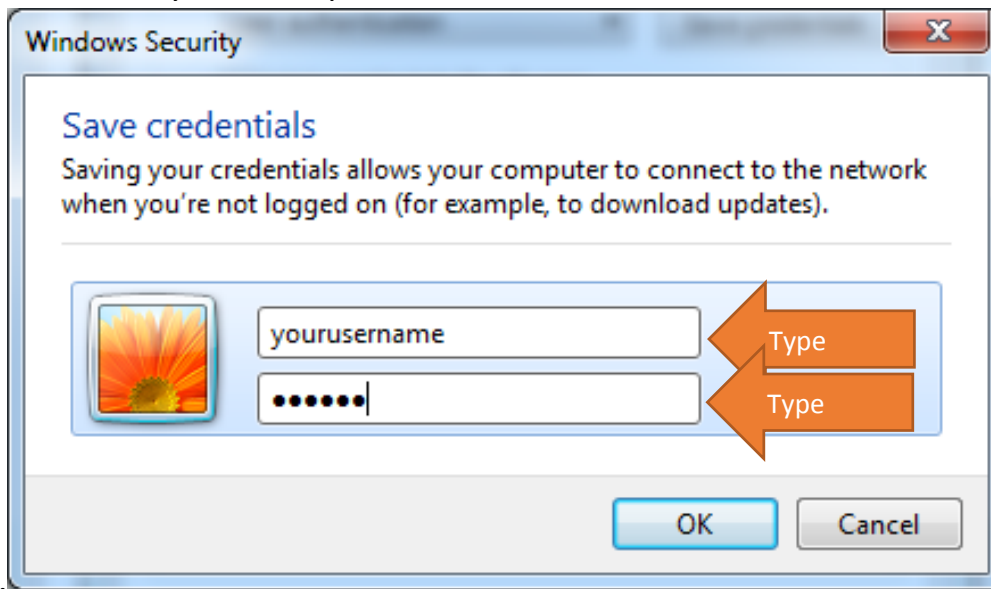 Windows Security
Save credentials
Saving your credentials allows your computer to connect to the network
when you're not logged on (for example, to download updates).
yourusername
Type
●●●●●●
Type
OK
Cancel